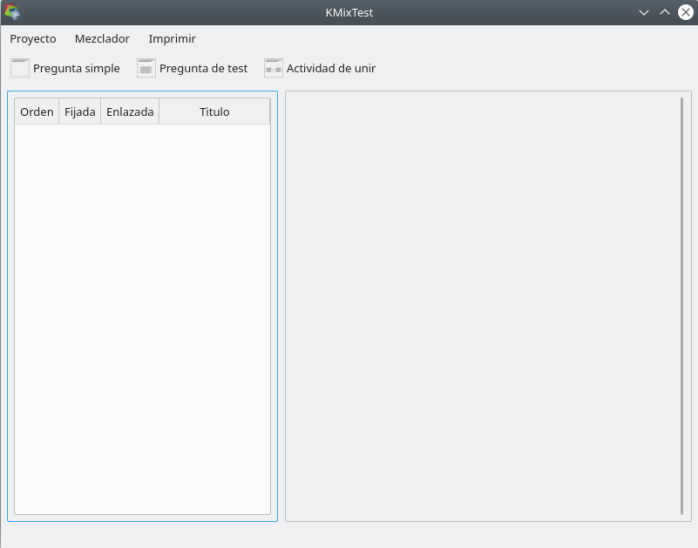 KMixTest
Proyecto Mezclador Imprimir
Pregunta simple Pregunta de test Actividad de unir
Orden Fijada Enlazada Titulo